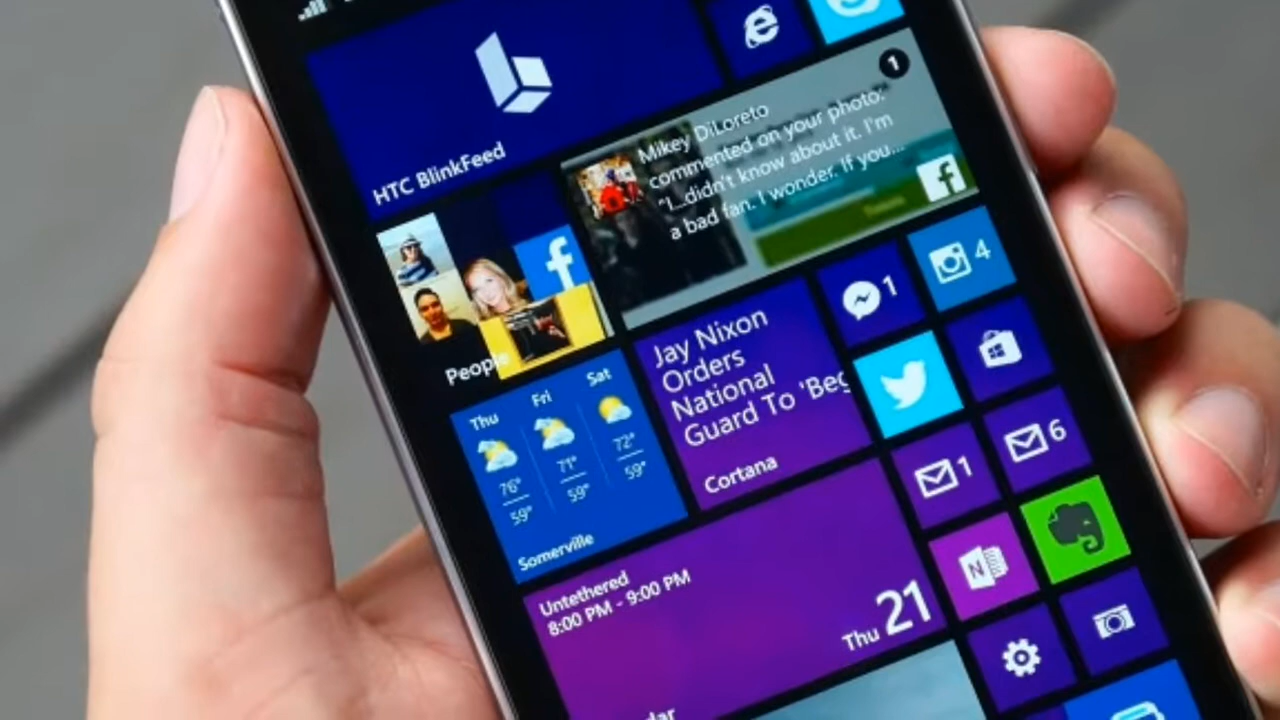 HTC BlinkFeed
1
Mikey DiLoreto
commented on your photo:
"I...didn't know about it. I'm
a bad fan. I wonder. If you...
People
1
4
Jay Nixon
Orders
National
Guard To 'Beg
Cortana
Thu Fri Sat
76° 71° 72°
59° 59° 59°
Somerville
1
6
N
Untethered
8:00 PM - 9:00 PM
Thu 21